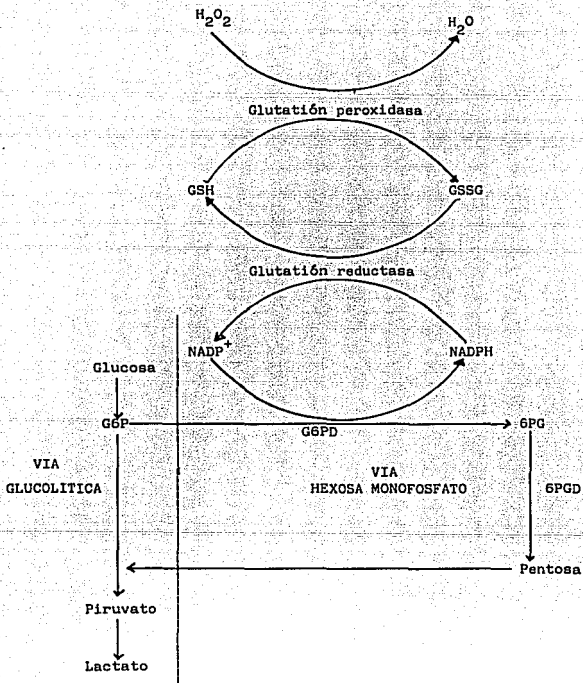 H2O2 H2O
Glutatión peroxidasa
GSH GSSG
Glutatión reductasa
NADP+ NADPH
Glucosa
G6P G6PD 6PG
VIA
GLUCOLITICA
VIA
HEXOSA MONOFOSFATO
6PGD
Pentosa
Piruvato
Lactato